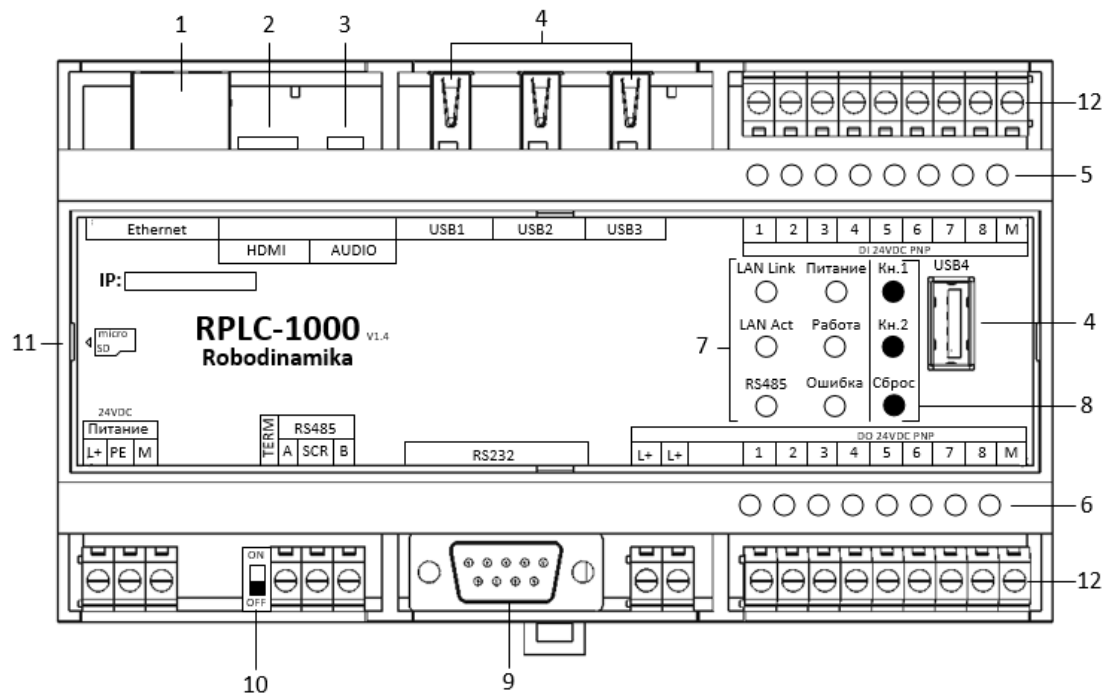 1 2 3 4
12
5
Ethernet USB1 USB2 USB3 1 2 3 4 5 6 7 8 M
HDMI AUDIO DI 24VDC PNP
IP: LAN Link Питание Кн.1 USB4
RPLC-1000 V1.4
Robodinamika
micro
SD
11
LAN Act Работа Кн.2
7
4
RS485 Ошибка Сброс
8
24VDC
Питание
L+ PE M
TERM RS485
A SCR B
RS232
DO 24VDC PNP
L+ L+ 1 2 3 4 5 6 7 8 M
6
ON
OFF
12
10 9